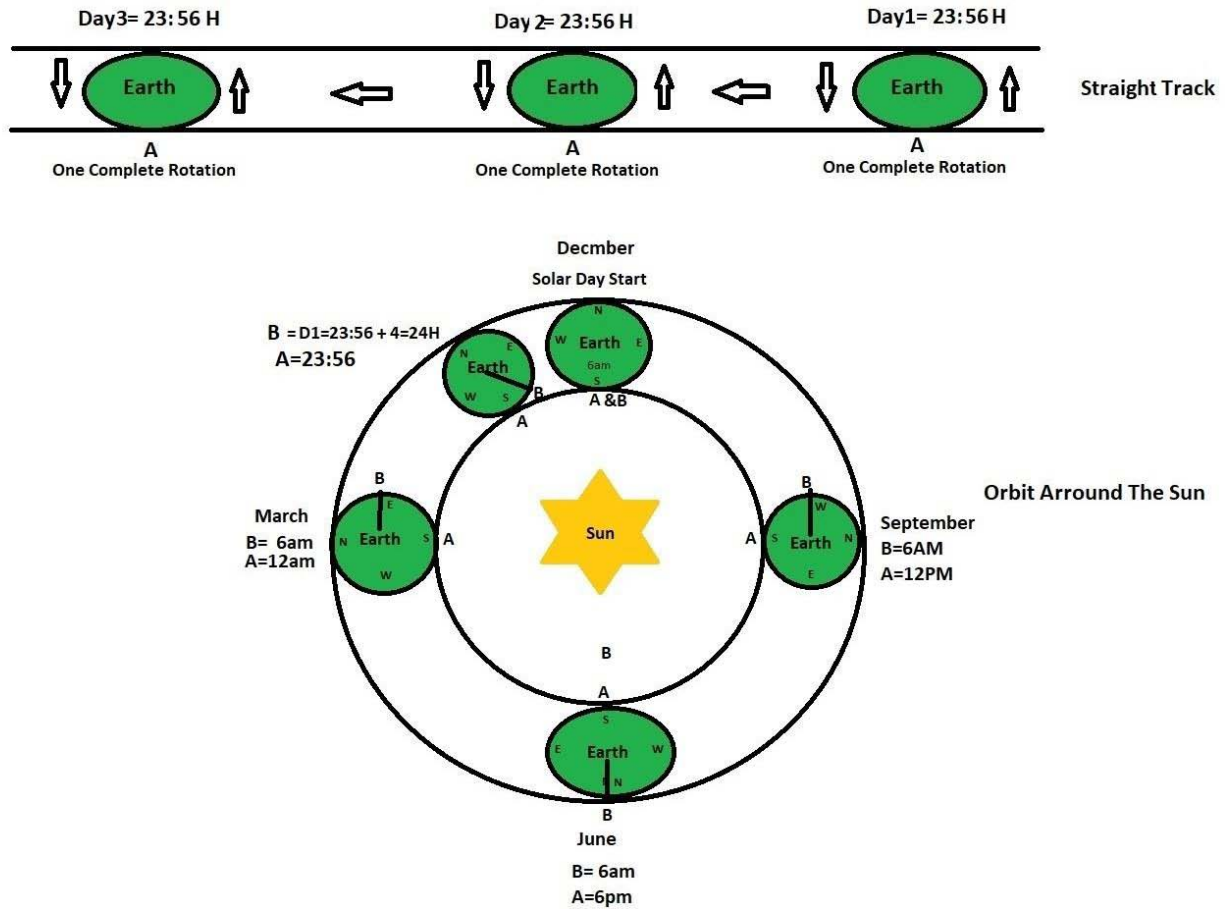 Day3= 23:56 H
Day 2= 23:56 H
Day1= 23:56 H
Earth
Earth
Earth
Straight Track
A
One Complete Rotation
A
One Complete Rotation
A
One Complete Rotation
Decmber
Solar Day Start
B = D1=23:56 + 4=24H
A=23:56
N
E
Earth
W
S
B
A
N
W
Earth
E
6am
S
A &B
March
B= 6am
A=12am
B
E
N
Earth
S
W
A
Sun
Orbit Arround The Sun
B
W
A
S
Earth
N
E
September
B=6AM
A=12PM
B
A
S
E
Earth
W
N
B
June
B= 6am
A=6pm